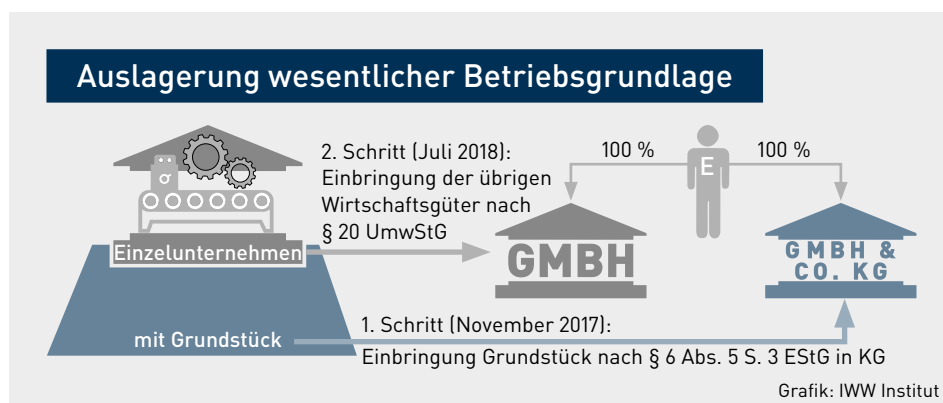 Auslagerung wesentlicher Betriebsgrundlage
2. Schritt (Juli 2018):
Einbringung der übrigen
Wirtschaftsgüter nach
§ 20 UmwStG
100 %
E
100 %
σ
Einzelunternehmen
GMBH
GMBH &
CO. KG
mit Grundstück
1. Schritt (November 2017):
Einbringung Grundstück nach § 6 Abs. 5 S. 3 EStG in KG
Grafik: IWW Institut